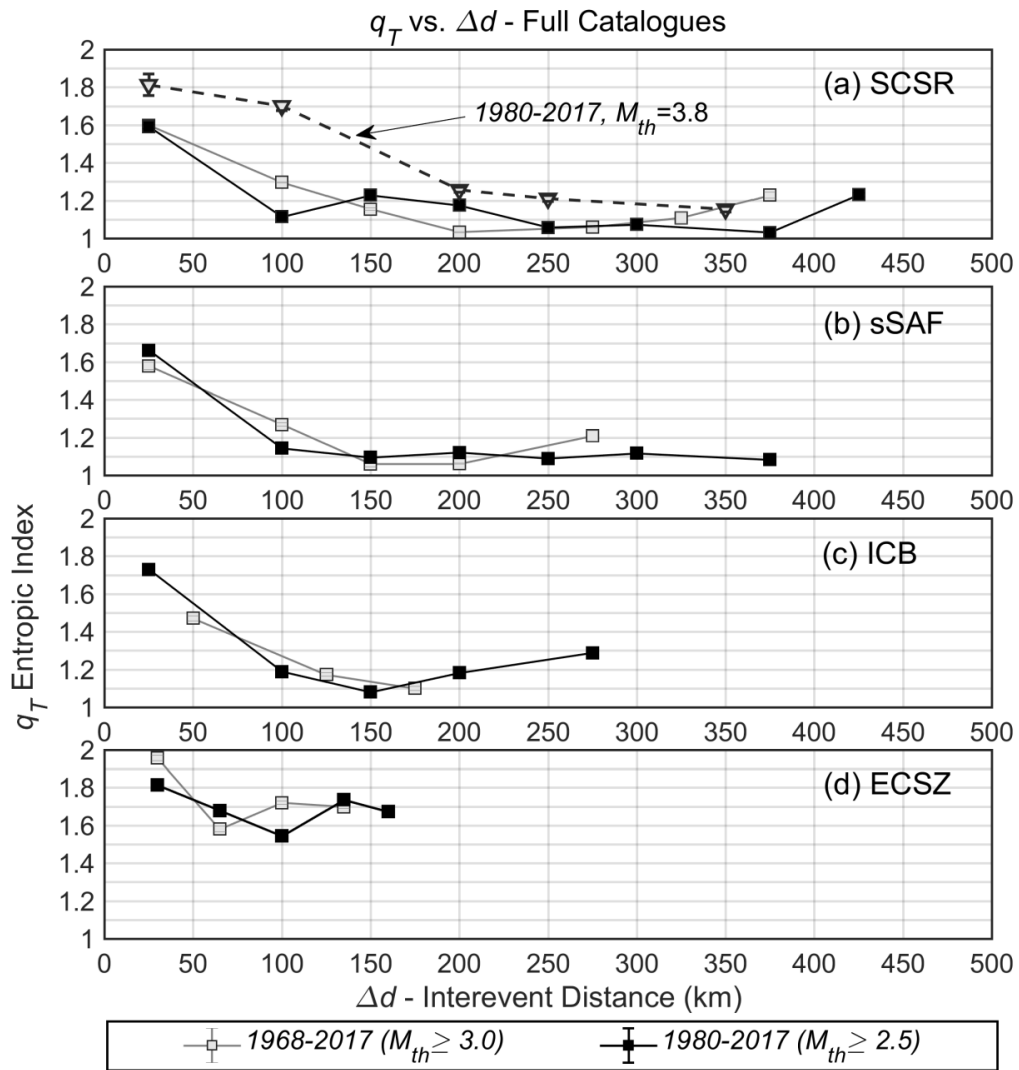 q_T vs. Δd - Full Catalogues
2
1.8
1.6
1.4
1.2
1
(a) SCSR
1980-2017, M_th=3.8
0 50 100 150 200 250 300 350 400 450 500
2
1.8
1.6
1.4
1.2
1
(b) sSAF
0 50 100 150 200 250 300 350 400 450 500
q_T Entropic Index
2
1.8
1.6
1.4
1.2
1
(c) ICB
0 50 100 150 200 250 300 350 400 450 500
2
1.8
1.6
1.4
1.2
1
(d) ECSZ
0 50 100 150 200 250 300 350 400 450 500
Δd - Interevent Distance (km)
1968-2017 (M_th≥ 3.0) 1980-2017 (M_th≥ 2.5)